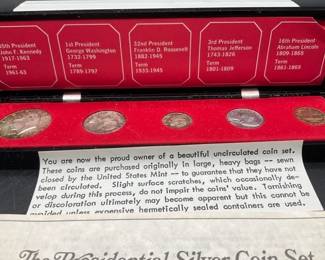 35th President
John F. Kennedy
1917-1963
Term
1961-63
1st President
George Washington
1732-1799
Term
1789-1797
32nd President
Franklin D. Roosevelt
1882-1945
Term
1933-1945
3rd President
Thomas Jefferson
1743-1826
Term
1801-1809
16th President
Abraham Lincoln
1809-1865
Term
1861-1865
You are now the proud owner of a beautiful uncirculated coin set.
These coins are purchased originally in large, heavy bags -- sewn
closed by the United States Mint -- to guarantee that they have not
been circulated. Slight surface scratches, which occasionally de-
velop during this process, do not impair the coins' value. Tarnishing
or discoloration ultimately may become apparent but this cannot be
avoided unless expensive hermetically sealed containers are used.
The Presidential Silver Coin Set